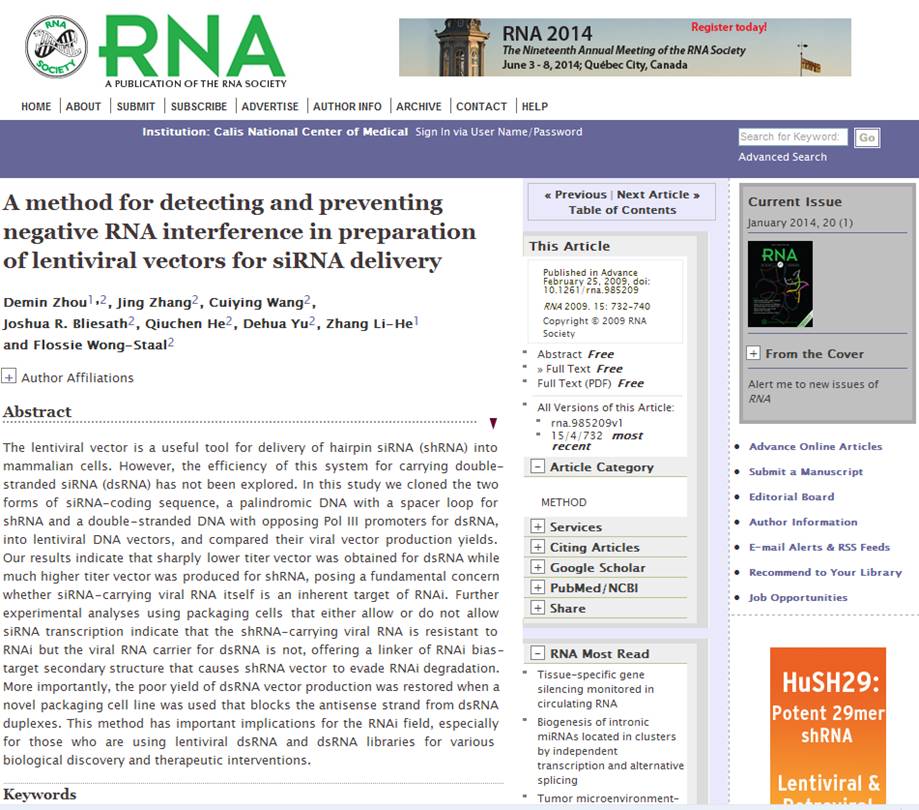 RNA
SOCIETY
RNA
A PUBLICATION OF THE RNA SOCIETY
RNA 2014
Register today!
The Nineteenth Annual Meeting of the RNA Society
June 3 - 8, 2014; Québec City, Canada
HOME ABOUT SUBMIT SUBSCRIBE ADVERTISE AUTHOR INFO ARCHIVE CONTACT HELP
Institution: Calis National Center of Medical Sign In via User Name/Password
Search for Keyword: Go
Advanced Search
A method for detecting and preventing
negative RNA interference in preparation
of lentiviral vectors for siRNA delivery
Demin Zhou1,2, Jing Zhang2, Cuiying Wang2,
Joshua R. Bliesath2, Qiuchen He2, Dehua Yu2, Zhang Li-He1
and Flossie Wong-Staal2
+ Author Affiliations
Abstract
The lentiviral vector is a useful tool for delivery of hairpin siRNA (shRNA) into
mammalian cells. However, the efficiency of this system for carrying double-
stranded siRNA (dsRNA) has not been explored. In this study we cloned the two
forms of siRNA-coding sequence, a palindromic DNA with a spacer loop for
shRNA and a double-stranded DNA with opposing Pol III promoters for dsRNA,
into lentiviral DNA vectors, and compared their viral vector production yields.
Our results indicate that sharply lower titer vector was obtained for dsRNA while
much higher titer vector was produced for shRNA, posing a fundamental concern
whether siRNA-carrying viral RNA itself is an inherent target of RNAi. Further
experimental analyses using packaging cells that either allow or do not allow
siRNA transcription indicate that the shRNA-carrying viral RNA is resistant to
RNAi but the viral RNA carrier for dsRNA is not, offering a linker of RNAi bias-
target secondary structure that causes shRNA vector to evade RNAi degradation.
More importantly, the poor yield of dsRNA vector production was restored when a
novel packaging cell line was used that blocks the antisense strand from dsRNA
duplexes. This method has important implications for the RNAi field, especially
for those who are using lentiviral dsRNA and dsRNA libraries for various
biological discovery and therapeutic interventions.
Keywords
« Previous | Next Article »
Table of Contents
This Article
Published in Advance
February 25, 2009, doi:
10.1261/rna.985209
RNA 2009. 15: 732-740
Copyright © 2009 RNA
Society
Abstract Free
» Full Text Free
Full Text (PDF) Free
All Versions of this Article:
rna.985209v1
15/4/732 most
recent
- Article Category
METHOD
+ Services
+ Citing Articles
+ Google Scholar
+ PubMed/NCBI
+ Share
- RNA Most Read
Tissue-specific gene
silencing monitored in
circulating RNA
Biogenesis of intronic
miRNAs located in clusters
by independent
transcription and alternative
splicing
Tumor microenvironment-
Current Issue
January 2014, 20 (1)
RNA
+ From the Cover
Alert me to new issues of
RNA
Advance Online Articles
Submit a Manuscript
Editorial Board
Author Information
E-mail Alerts & RSS Feeds
Recommend to Your Library
Job Opportunities
HuSH29:
Potent 29mer
shRNA
Lentiviral &
Retroviral